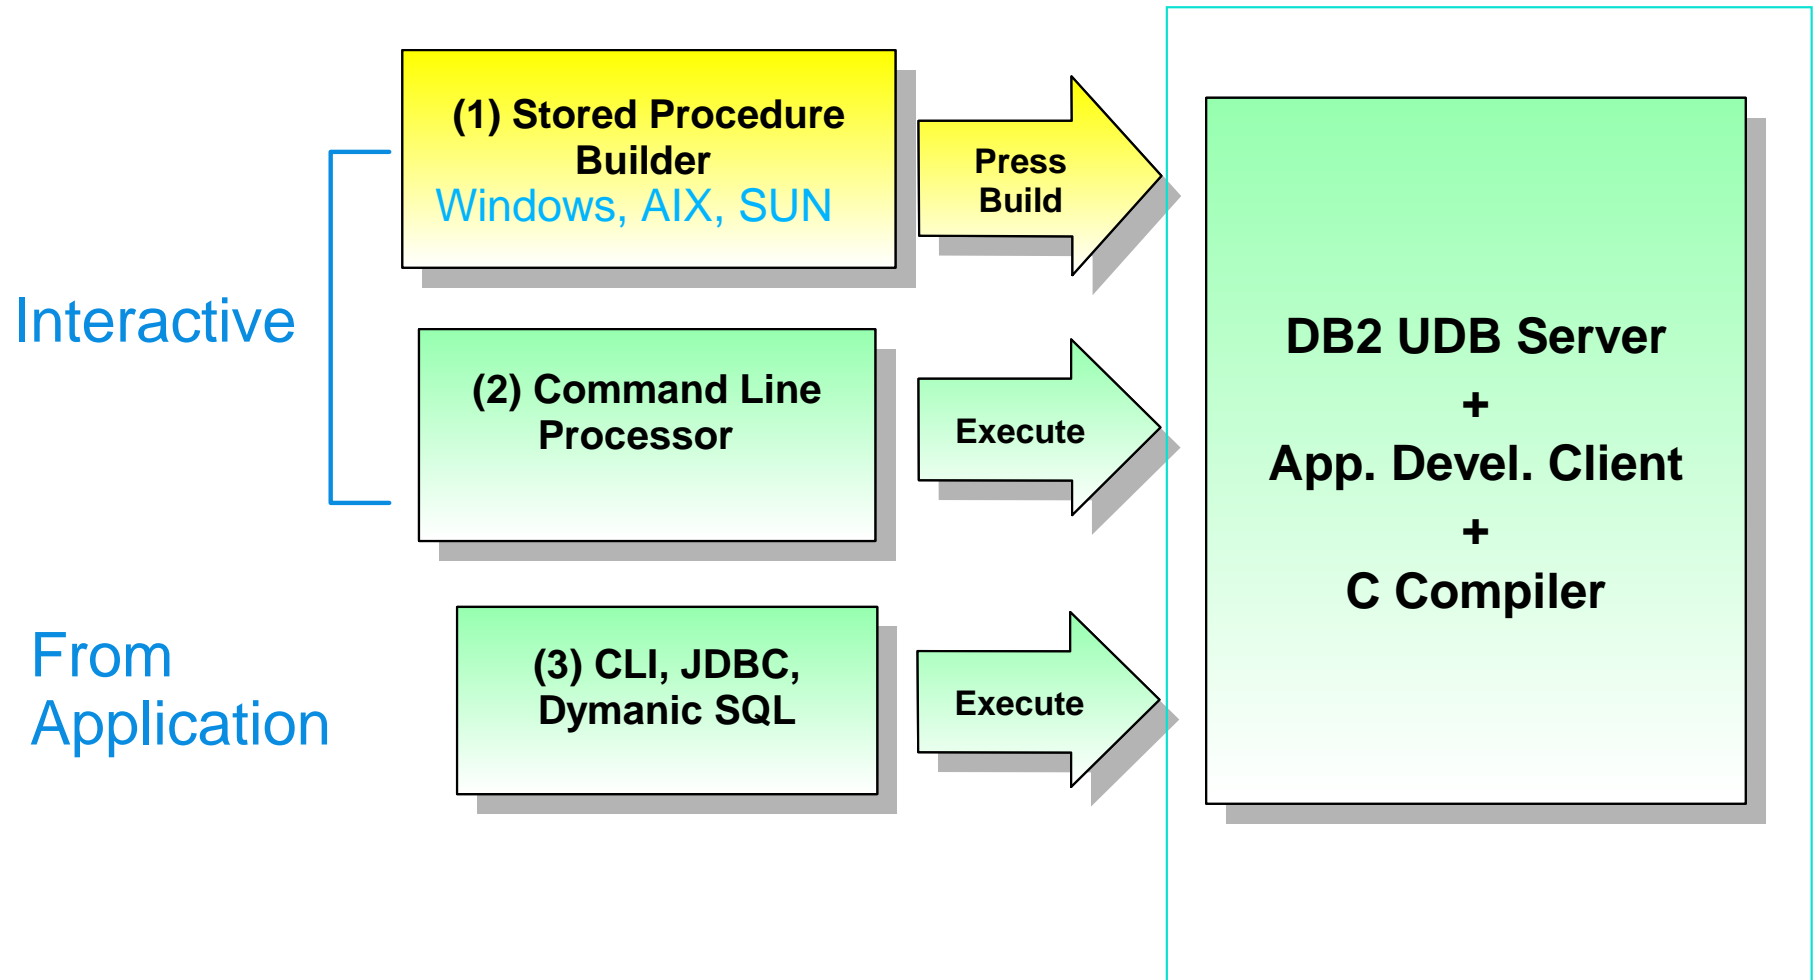 Interactive
(1) Stored Procedure
Builder
Windows, AIX, SUN
Press
Build
(2) Command Line
Processor
Execute
From
Application
(3) CLI, JDBC,
Dymanic SQL
Execute
DB2 UDB Server
+
App. Devel. Client
+
C Compiler